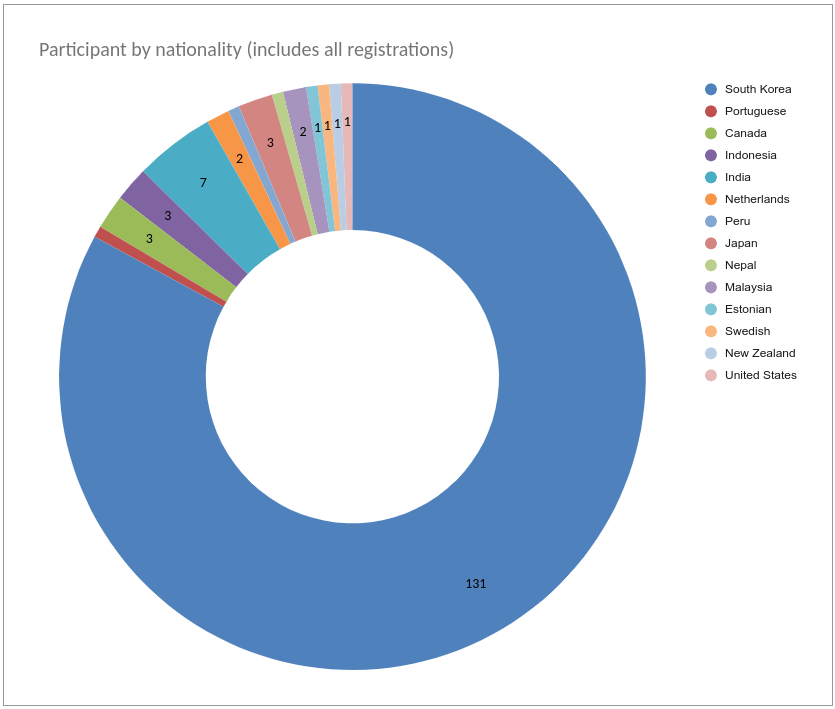 Participant by nationality (includes all registrations)
South Korea
Portuguese
Canada
Indonesia
India
Netherlands
Peru
Japan
Nepal
Malaysia
Estonian
Swedish
New Zealand
United States
3
3
7
2
3
2
1
1
1
1
131